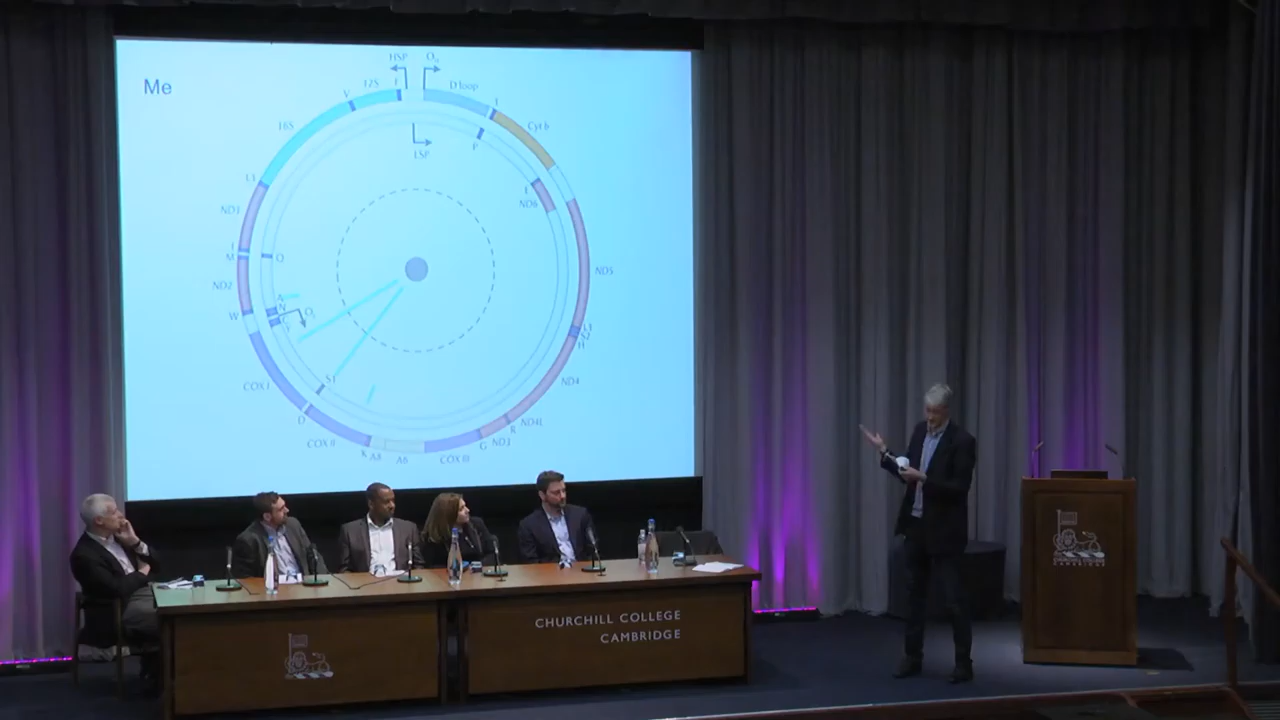 Me
HSP
O
12S
F
D loop
V
T
16S
Cyt b
LSP
P
L1
E
ND6
ND1
I
M
Q
ND5
ND2
A
N
W
O
COX I
S1
ND4
D
COX II
K
A8
A6
COX III
G
ND3
R
ND4L
CHURCHILL COLLEGE
CAMBRIDGE
CAMBRIDGE